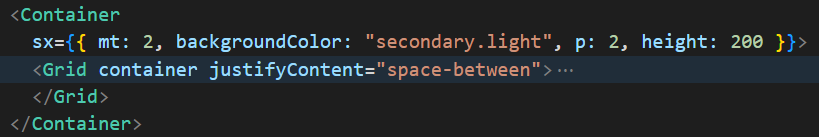 <Container
sx={{ mt: 2, backgroundColor: "secondary.light", p: 2, height: 200 }}>
<Grid container justifyContent="space-between">⋯
</Grid>
</Container>